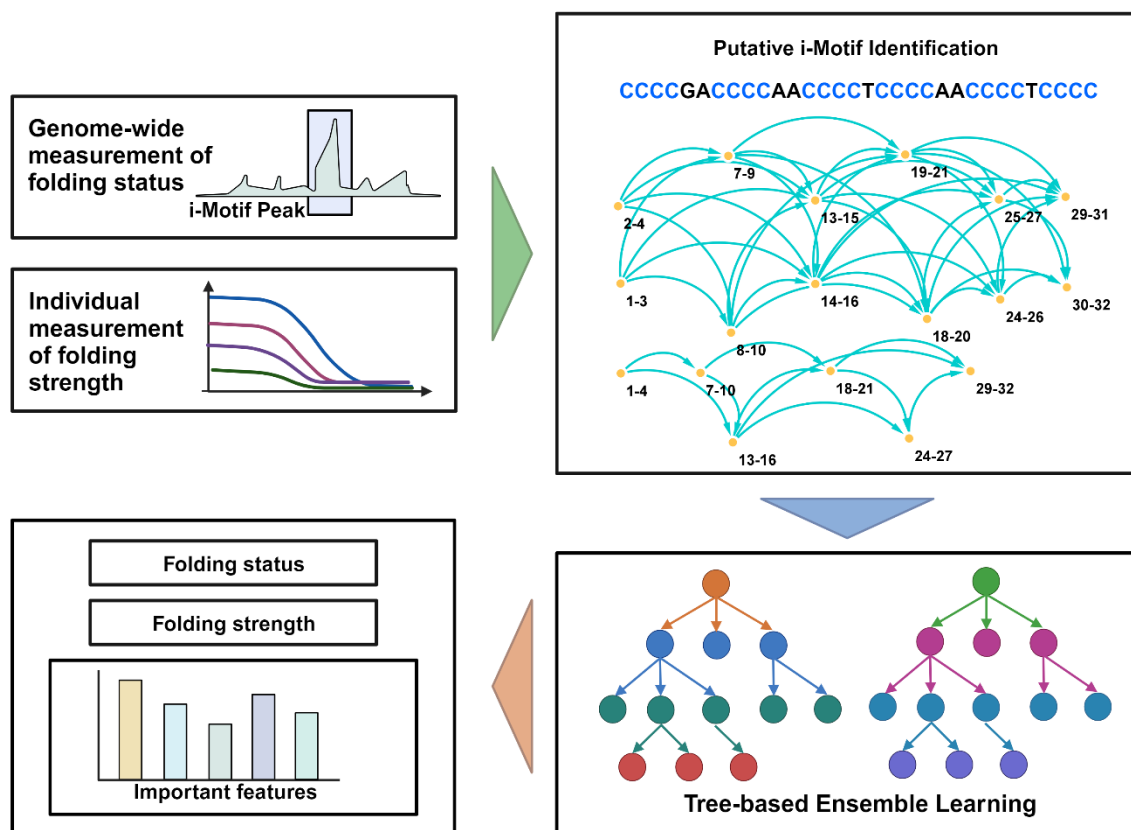 Genome-wide
measurement of
folding status
i-Motif Peak
Individual
measurement
of folding
strength
Putative i-Motif Identification
CCCCGACCCCAACCCCTCCCCAACCCCTCCCC
7-9
19-21
2-4
13-15
25-27
29-31
1-3
14-16
24-26
30-32
8-10
18-20
1-4
7-10
18-21
29-32
13-16
24-27
Folding status
Folding strength
Important features
Tree-based Ensemble Learning